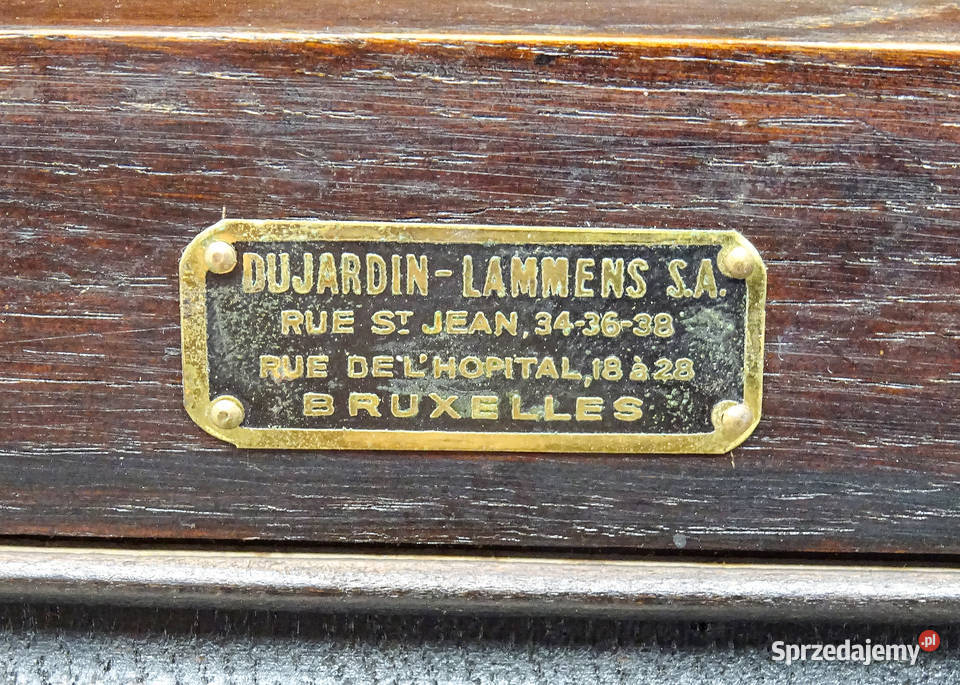 DUJARDIN-LAMMENS S.A.
RUE ST JEAN, 34-36-38
RUE DE L'HOPITAL, 18 à 28
BRUXELLES
Sprzedajemy.pl